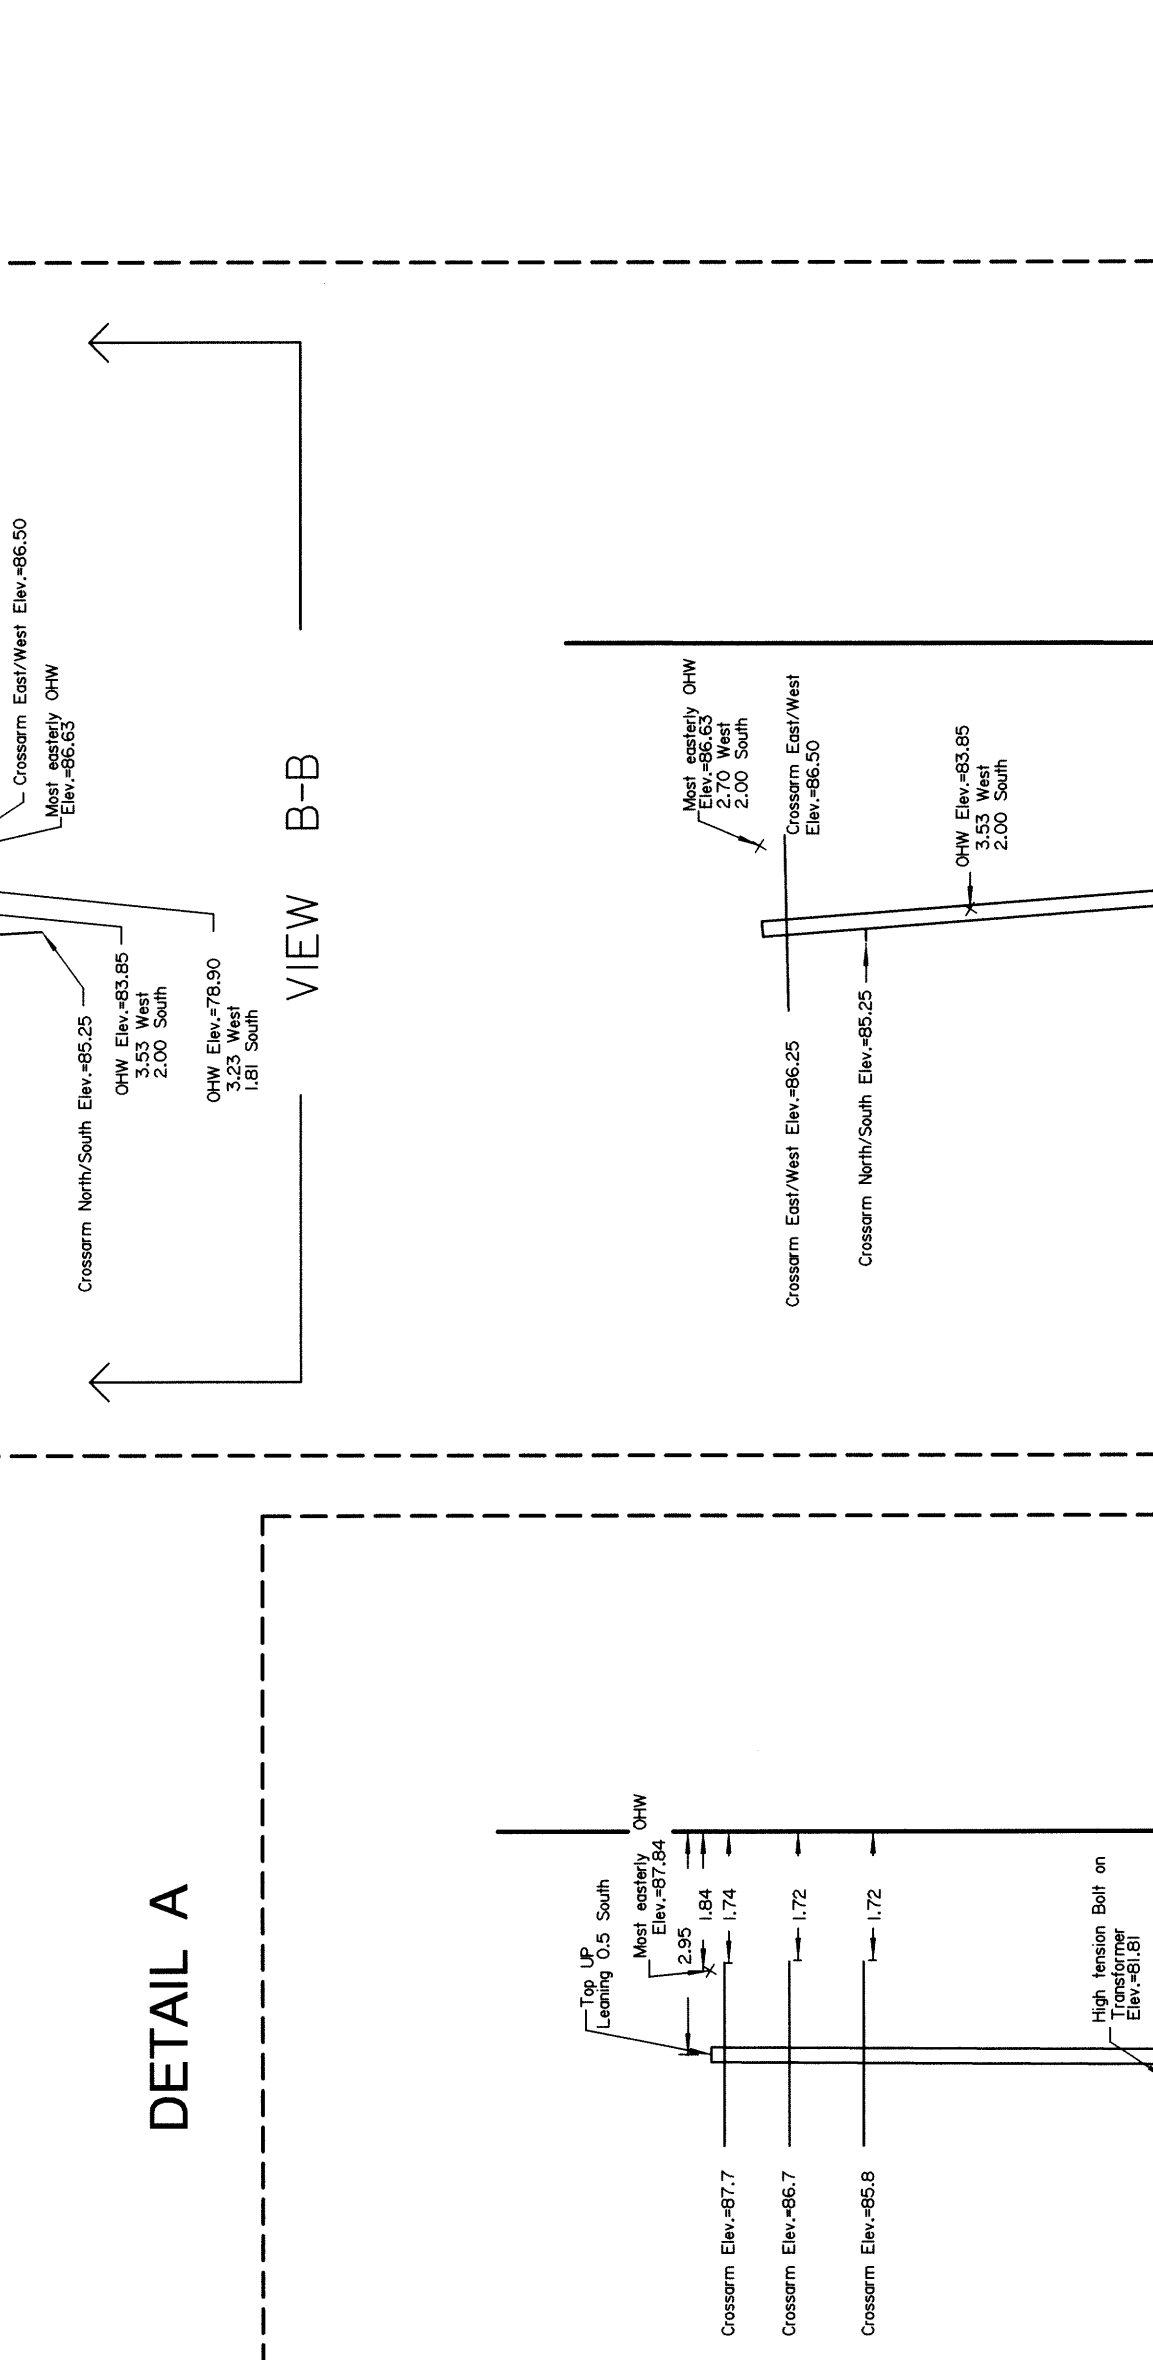 Crossarm East/West Elev.=86.50
Most easterly OHW
Elev.=86.63
Crossarm North/South Elev.=85.25
OHW Elev.=83.85
3.53 West
2.00 South
OHW Elev.=78.90
3.23 West
1.81 South
VIEW B-B
Most easterly OHW
Elev.=86.63
2.70 West
2.00 South
Crossarm East/West
Elev.=86.50
Crossarm East/West Elev.=86.25
Crossarm North/South Elev.=85.25
OHW Elev.=83.85
3.53 West
2.00 South
DETAIL A
Top UP
Leaning 0.5 South
Most easterly OHW
Elev.=87.84
2.95
1.84
1.74
1.72
1.72
Crossarm Elev.=87.7
Crossarm Elev.=86.7
Crossarm Elev.=85.8
High tension Bolt on
Transformer
Elev.=81.81